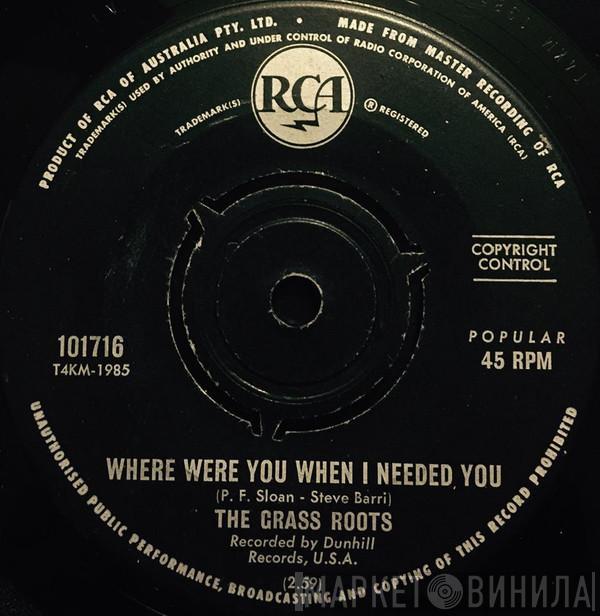 PRODUCT OF RCA OF AUSTRALIA PTY. LTD. • MADE FROM MASTER RECORDING OF RCA
TRADEMARK(S) USED BY AUTHORITY AND UNDER CONTROL OF RADIO CORPORATION OF AMERICA (RCA)
TRADEMARK(S) RCA ® REGISTERED
COPYRIGHT
CONTROL
101716
T4KM-1985
POPULAR
45 RPM
WHERE WERE YOU WHEN I NEEDED YOU
(P. F. Sloan - Steve Barri)
THE GRASS ROOTS
Recorded by Dunhill
Records, U.S.A.
(2.59)
UNAUTHORISED PUBLIC PERFORMANCE, BROADCASTING AND COPYING OF THIS RECORD PROHIBITED
МАРКЕТ ВИНИЛА